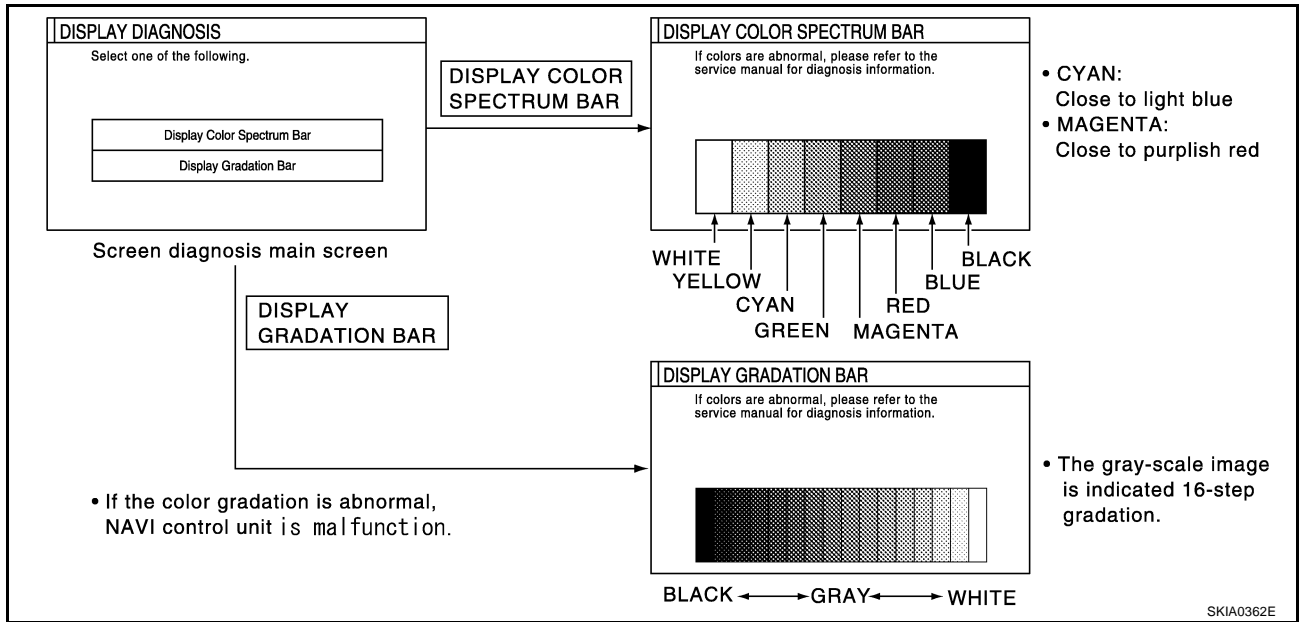 DISPLAY DIAGNOSIS
Select one of the following.
Display Color Spectrum Bar
Display Gradation Bar
Screen diagnosis main screen
DISPLAY COLOR
SPECTRUM BAR
DISPLAY COLOR SPECTRUM BAR
If colors are abnormal, please refer to the
service manual for diagnosis information.
WHITE
YELLOW
CYAN
GREEN
MAGENTA
RED
BLUE
BLACK
• CYAN:
Close to light blue
• MAGENTA:
Close to purplish red
DISPLAY
GRADATION BAR
• If the color gradation is abnormal,
NAVI control unit is malfunction.
DISPLAY GRADATION BAR
If colors are abnormal, please refer to the
service manual for diagnosis information.
BLACK GRAY WHITE
• The gray-scale image
is indicated 16-step
gradation.
SKIA0362E